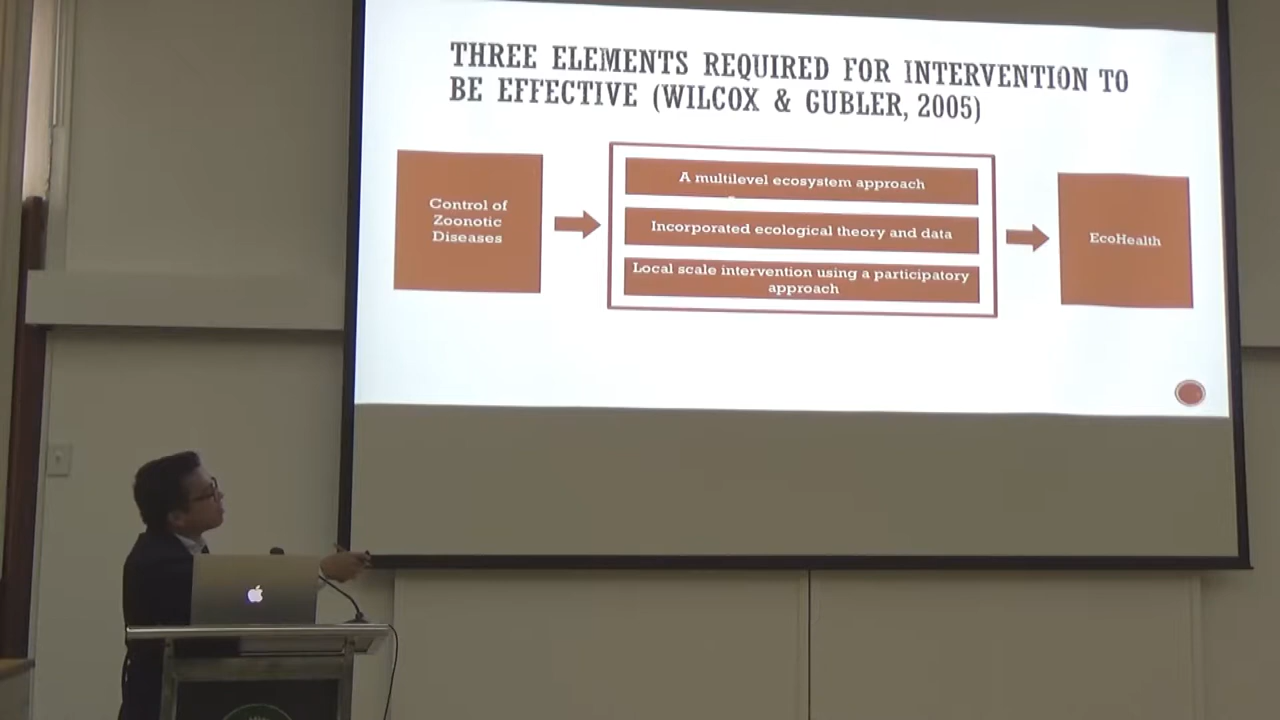 THREE ELEMENTS REQUIRED FOR INTERVENTION TO
BE EFFECTIVE (WILCOX & GUBLER, 2005)
Control of
Zoonotic
Diseases
A multilevel ecosystem approach
Incorporated ecological theory and data
Local scale intervention using a participatory
approach
EcoHealth